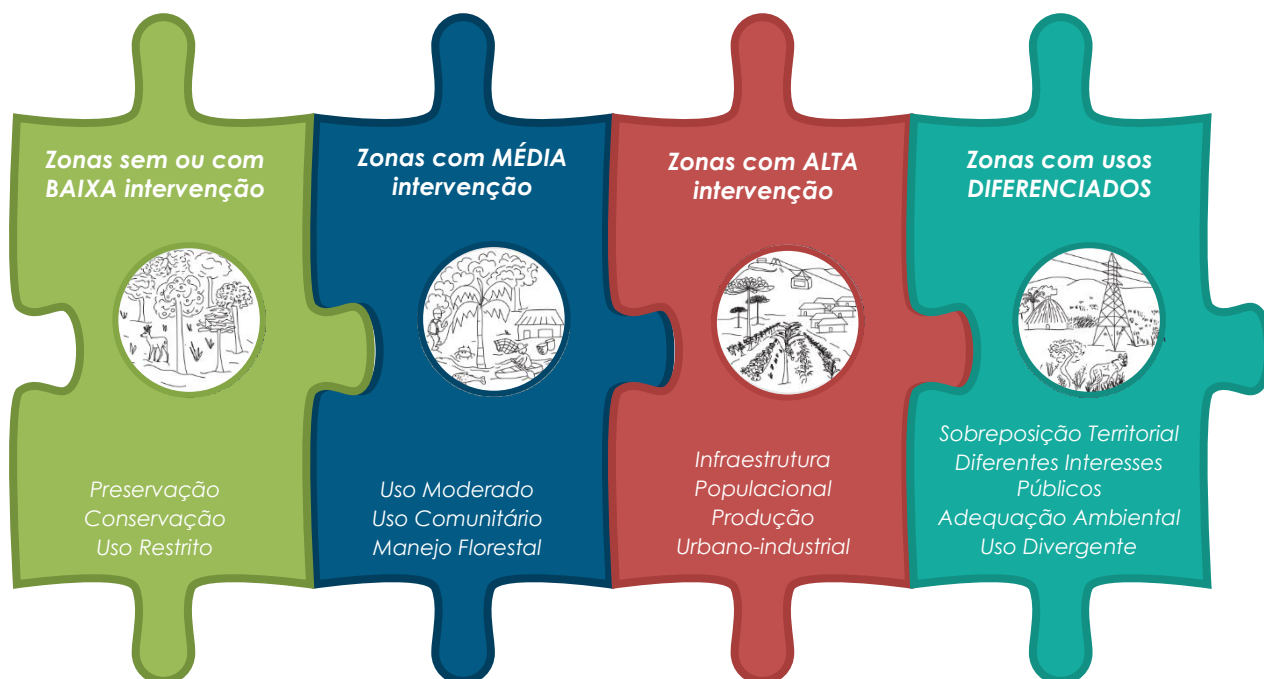 Zonas sem ou com
BAIXA intervenção
Preservação
Conservação
Uso Restrito
Zonas com MÉDIA
intervenção
Uso Moderado
Uso Comunitário
Manejo Florestal
Zonas com ALTA
intervenção
Infraestrutura
Populacional
Produção
Urbano-industrial
Zonas com usos
DIFERENCIADOS
Sobreposição Territorial
Diferentes Interesses
Públicos
Adequação Ambiental
Uso Divergente